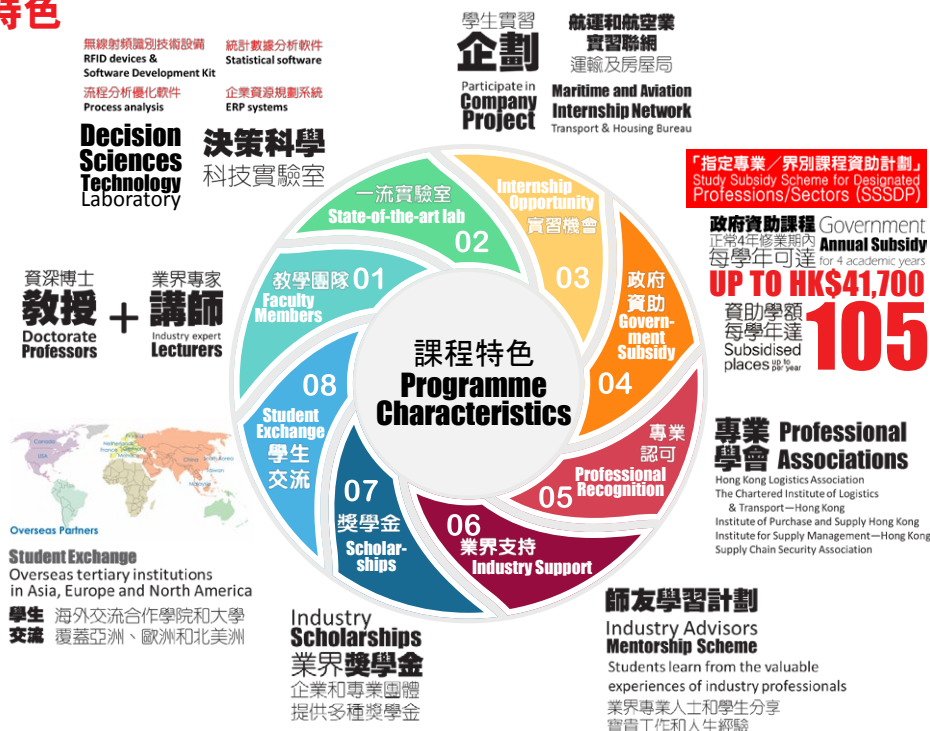 特色
無線射頻識別技術設備
RFID devices &
Software Development Kit
統計數據分析軟件
Statistical software
流程分析優化軟件
Process analysis
企業資源規劃系統
ERP systems
Decision
Sciences
Technology
Laboratory
決策科學
科技實驗室
學生實習
企劃
Participate in
Company
Project
航運和航空業
實習聯網
運輸及房屋局
Maritime and Aviation
Internship Network
Transport & Housing Bureau
「指定專業／界別課程資助計劃」
Study Subsidy Scheme for Designated
Professions/Sectors (SSSDP)
政府資助課程 Government
正常4年修業期內 Annual Subsidy
每學年可達 for 4 academic years
UP TO HK$41,700
資助學額
每學年達
Subsidised
places up to per year
105
資深博士
教授
Doctorate
Professors
+
業界專家
講師
Industry expert
Lecturers
教學團隊 01
Faculty
Members
一流實驗室
State-of-the-art lab
02
Internship
Opportunity
實習機會
03
政府
資助
Govern-
ment
Subsidy
04
專業
認可
Professional
05 Recognition
06
業界支持
Industry Support
07
獎學金
Scholar-
ships
08
Student
Exchange
學生
交流
課程特色
Programme
Characteristics
專業 Professional
學會 Associations
Hong Kong Logistics Association
The Chartered Institute of Logistics
& Transport—Hong Kong
Institute of Purchase and Supply Hong Kong
Institute for Supply Management—Hong Kong
Supply Chain Security Association
Canada
USA
Netherlands
France
China
Overseas Partners
Student Exchange
Overseas tertiary institutions
in Asia, Europe and North America
學生 海外交流合作學院和大學
交流 覆蓋亞洲、歐洲和北美洲
Industry
Scholarships
業界獎學金
企業和專業團體
提供多種獎學金
師友學習計劃
Industry Advisors
Mentorship Scheme
Students learn from the valuable
experiences of industry professionals
業界專業人士和學生分享
寶貴工作和人生經驗